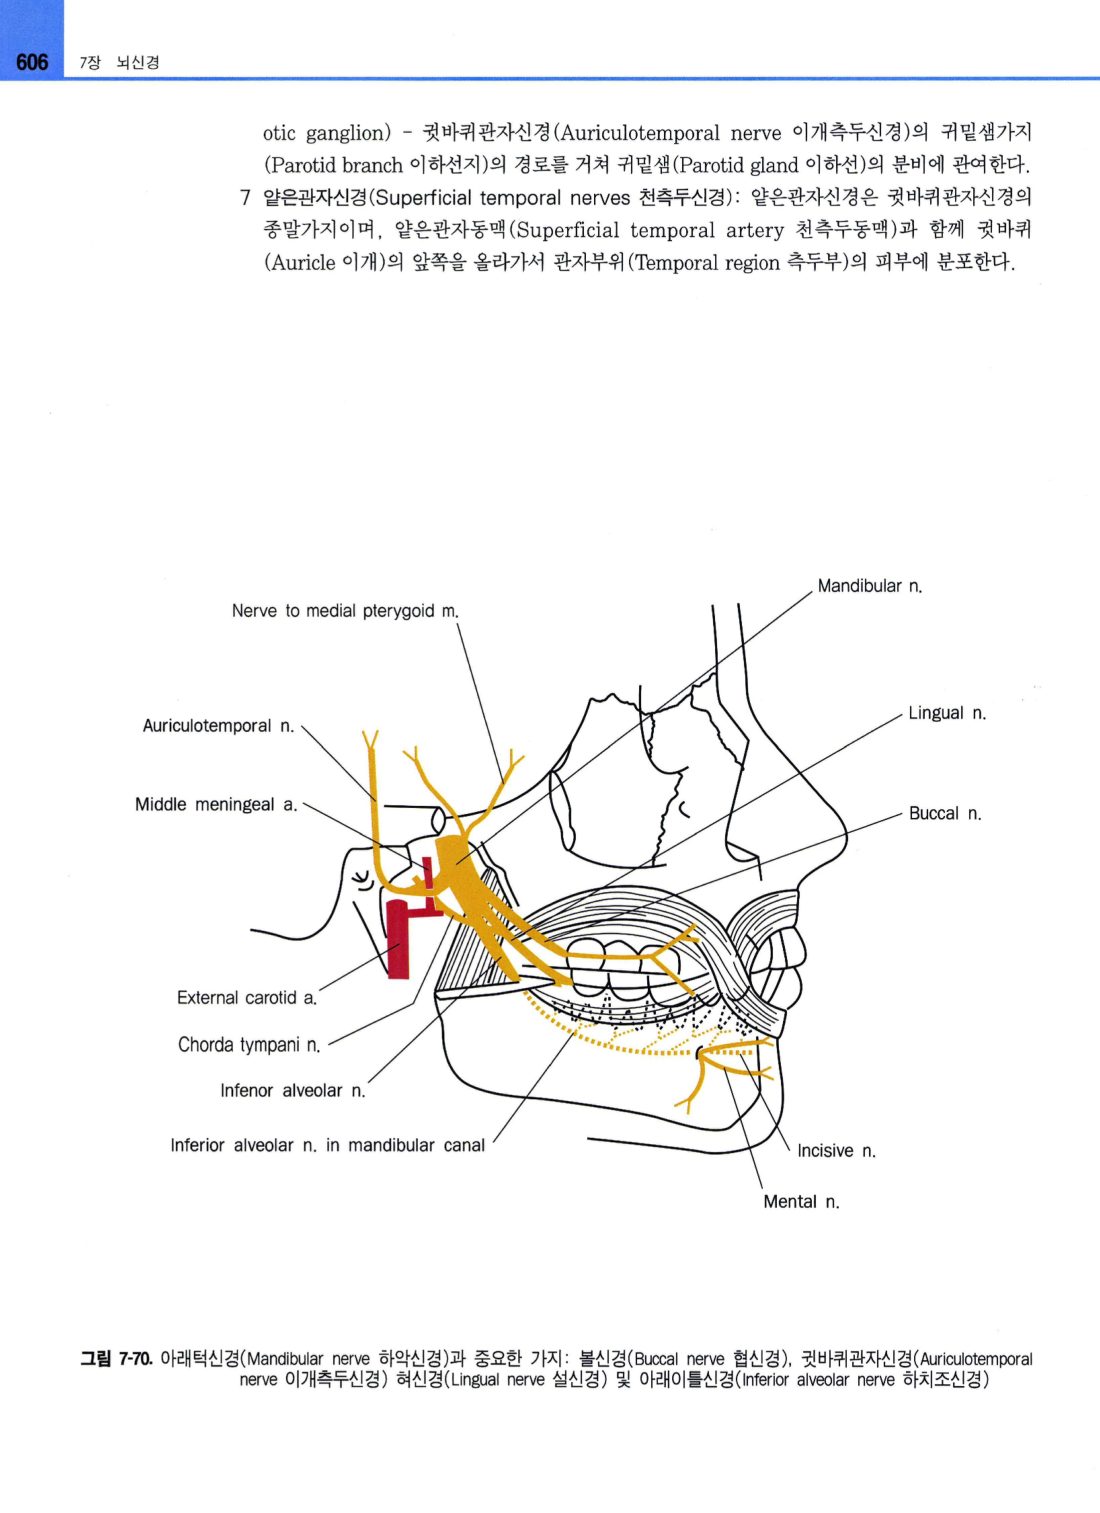 606 7장 뇌신경
otic ganglion) - 귓바퀴관자신경(Auriculotemporal nerve 이개측두신경)의 귀밑샘가지
(Parotid branch 이하선지)의 경로를 거쳐 귀밑샘(Parotid gland 이하선)의 분비에 관여한다.
7 얕은관자신경(Superficial temporal nerves 천측두신경): 얕은관자신경은 귓바퀴관자신경의
종말가지이며, 얕은관자동맥(Superficial temporal artery 천측두동맥)과 함께 귓바퀴
(Auricle 이개)의 앞쪽을 올라가서 관자부위(Temporal region 측두부)의 피부에 분포한다.
Mandibular n.
Nerve to medial pterygoid m.
Lingual n.
Auriculotemporal n.
Middle meningeal a.
Buccal n.
External carotid a.
Chorda tympani n.
Infenor alveolar n.
Inferior alveolar n. in mandibular canal
Incisive n.
Mental n.
그림 7-70. 아래턱신경(Mandibular nerve 하악신경)과 중요한 가지: 볼신경(Buccal nerve 협신경), 귓바퀴관자신경(Auriculotemporal
nerve 이개측두신경) 혀신경(Lingual nerve 설신경) 및 아래이틀신경(Inferior alveolar nerve 하치조신경)